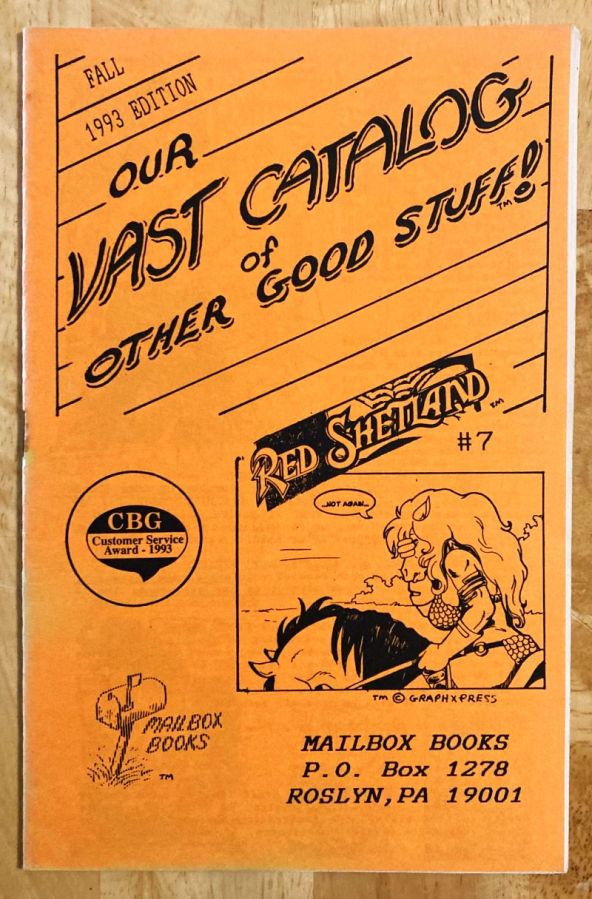 FALL
1993 EDITION
OUR
VAST CATALOG
of
OTHER GOOD STUFF!
TM
RED SHETLAND
TM
#7
...NOT AGAIN...
TM © GRAPHXPRESS
CBG
Customer Service
Award - 1993
MAILBOX
BOOKS
TM
MAILBOX BOOKS
P.O. Box 1278
ROSLYN,PA 19001